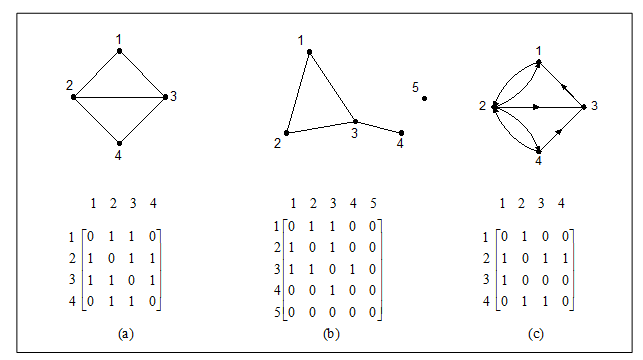 1
2
3
4
1
2
3
4
5
1
2
3
4
1 2 3 4
1 0 1 1 0
2 1 0 1 1
3 1 1 0 1
4 0 1 1 0
(a)
1 2 3 4 5
1 0 1 1 0 0
2 1 0 1 0 0
3 1 1 0 1 0
4 0 0 1 0 0
5 0 0 0 0 0
(b)
1 2 3 4
1 0 1 0 0
2 1 0 1 1
3 1 0 0 0
4 0 1 1 0
(c)